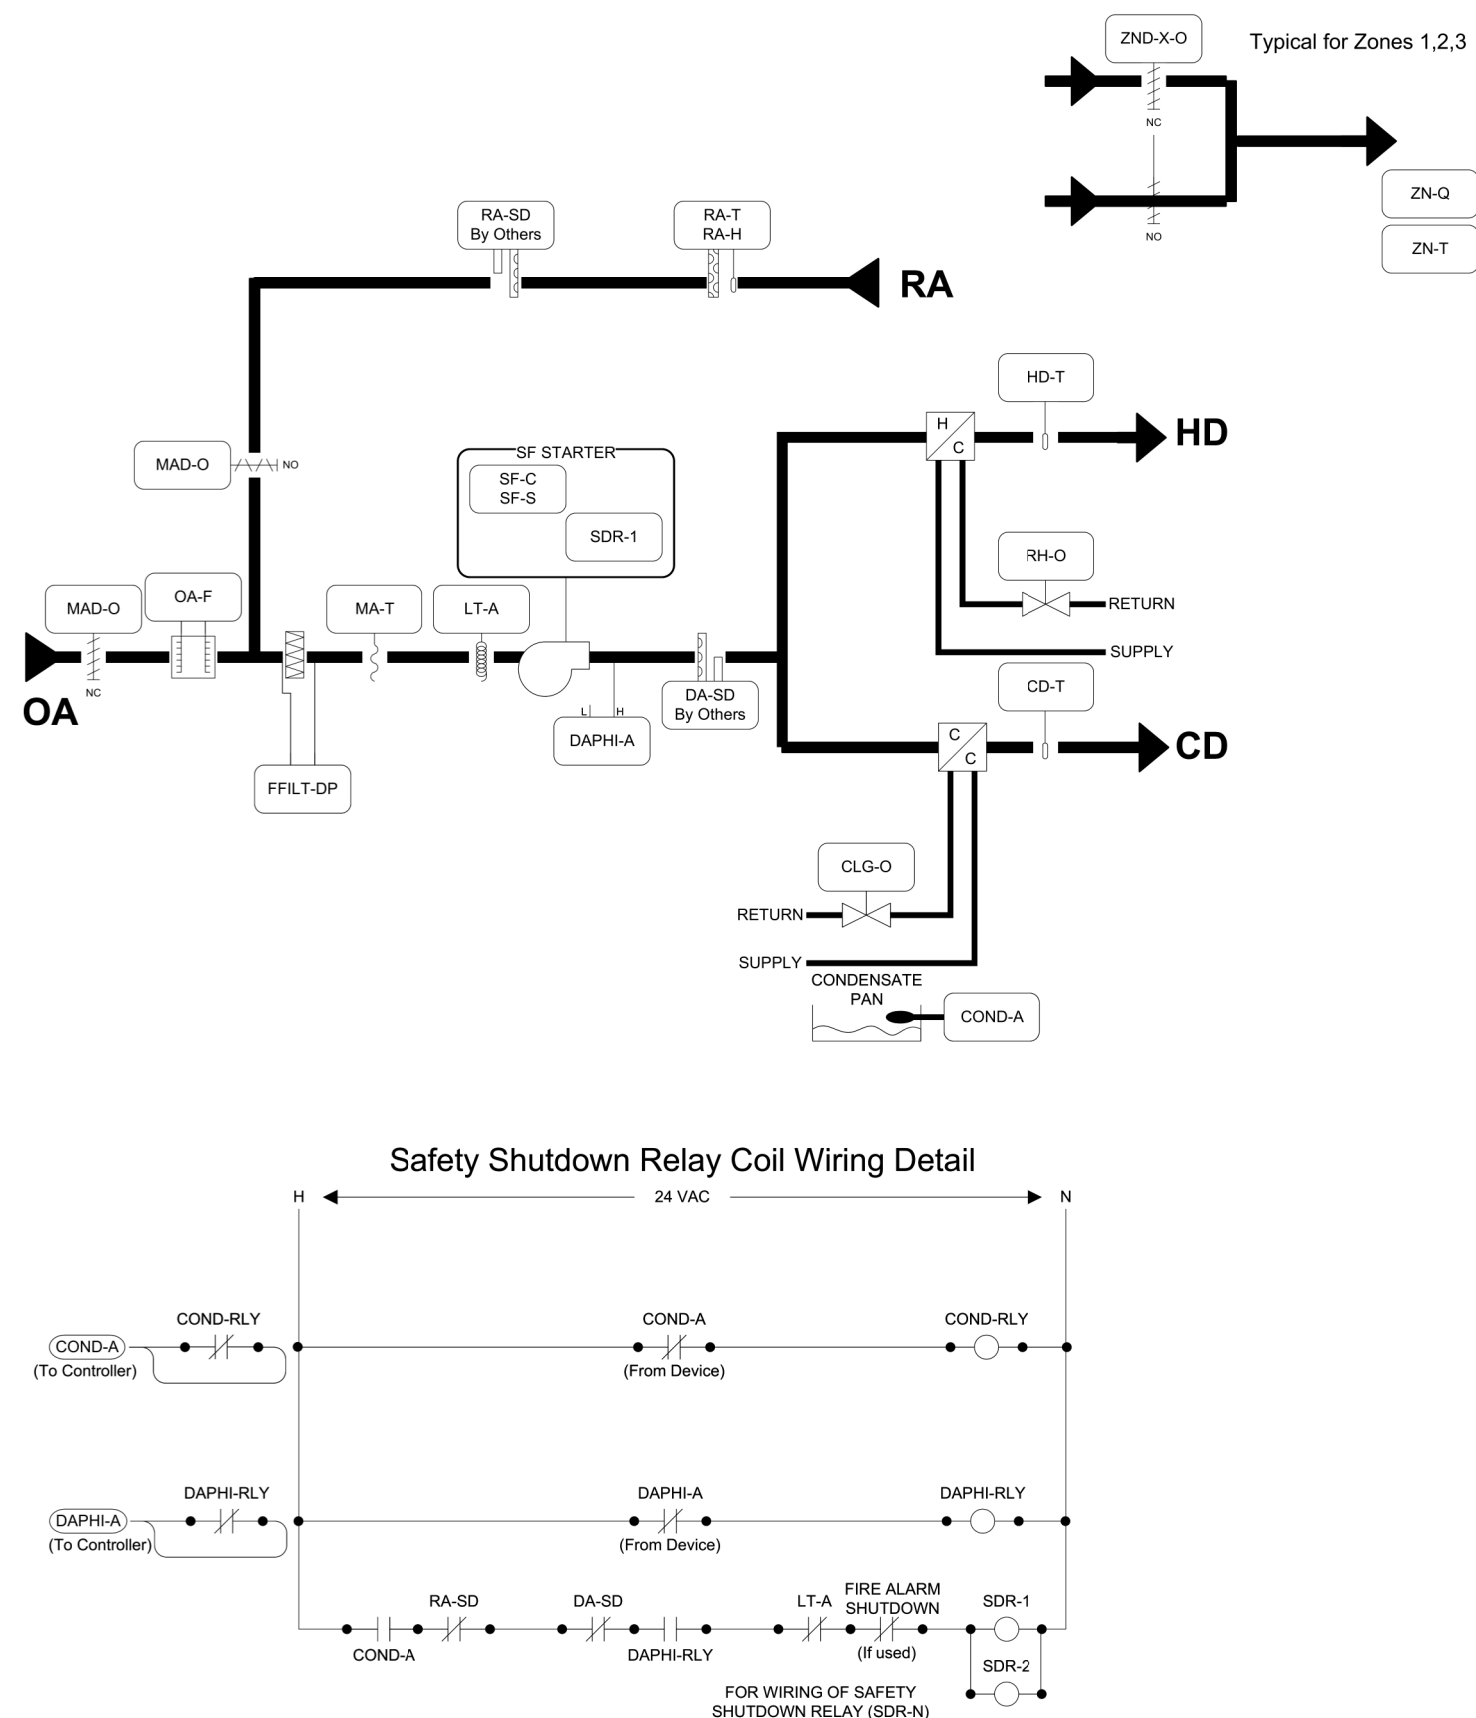 ZND-X-O
Typical for Zones 1,2,3
NC
ZN-Q
NO
ZN-T
RA-SD
By Others
RA-T
RA-H
RA
HD-T
HD
MAD-O
NO
SF STARTER
SF-C
SF-S
SDR-1
RH-O
RETURN
SUPPLY
MAD-O
OA-F
MA-T
LT-A
NC
OA
L
H
DAPHI-A
DA-SD
By Others
CD-T
CD
H
C
C
C
FFILT-DP
CLG-O
RETURN
SUPPLY
CONDENSATE
PAN
COND-A
Safety Shutdown Relay Coil Wiring Detail
H
24 VAC
N
COND-RLY
COND-A
COND-RLY
COND-A
(To Controller)
(From Device)
DAPHI-RLY
DAPHI-A
DAPHI-RLY
DAPHI-A
(To Controller)
(From Device)
RA-SD
DA-SD
LT-A
FIRE ALARM
SHUTDOWN
SDR-1
COND-A
DAPHI-RLY
(If used)
SDR-2
FOR WIRING OF SAFETY
SHUTDOWN RELAY (SDR-N)